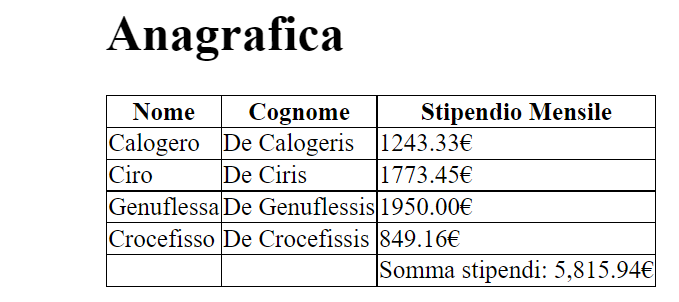 Anagrafica
Nome Cognome Stipendio Mensile
Calogero De Calogeris 1243.33€
Ciro De Ciris 1773.45€
Genuflessa De Genuflessis 1950.00€
Crocefisso De Crocefissis 849.16€
Somma stipendi: 5,815.94€